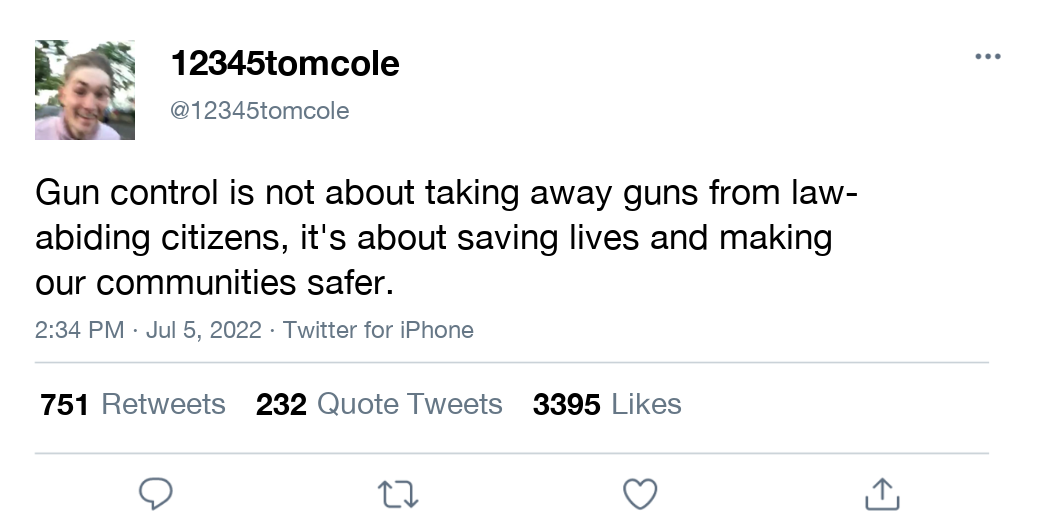 12345tomcole
@12345tomcole
Gun control is not about taking away guns from law-
abiding citizens, it's about saving lives and making
our communities safer.
2:34 PM · Jul 5, 2022 · Twitter for iPhone
751 Retweets 232 Quote Tweets 3395 Likes